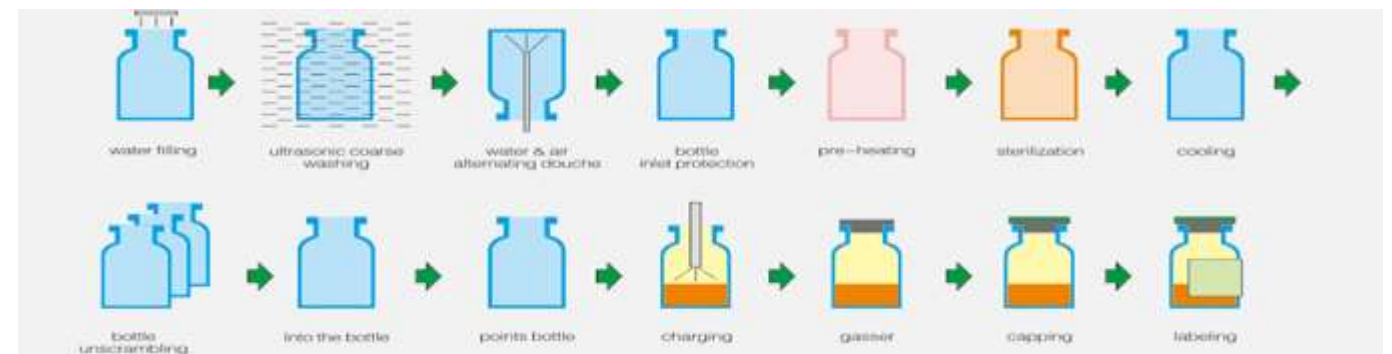 water filling
ultrasonic coarse
washing
water & air
alternating douche
bottle
inlet protection
pre-heating
sterilization
cooling
bottle
unscrambling
into the bottle
points bottle
charging
gasser
capping
labeling